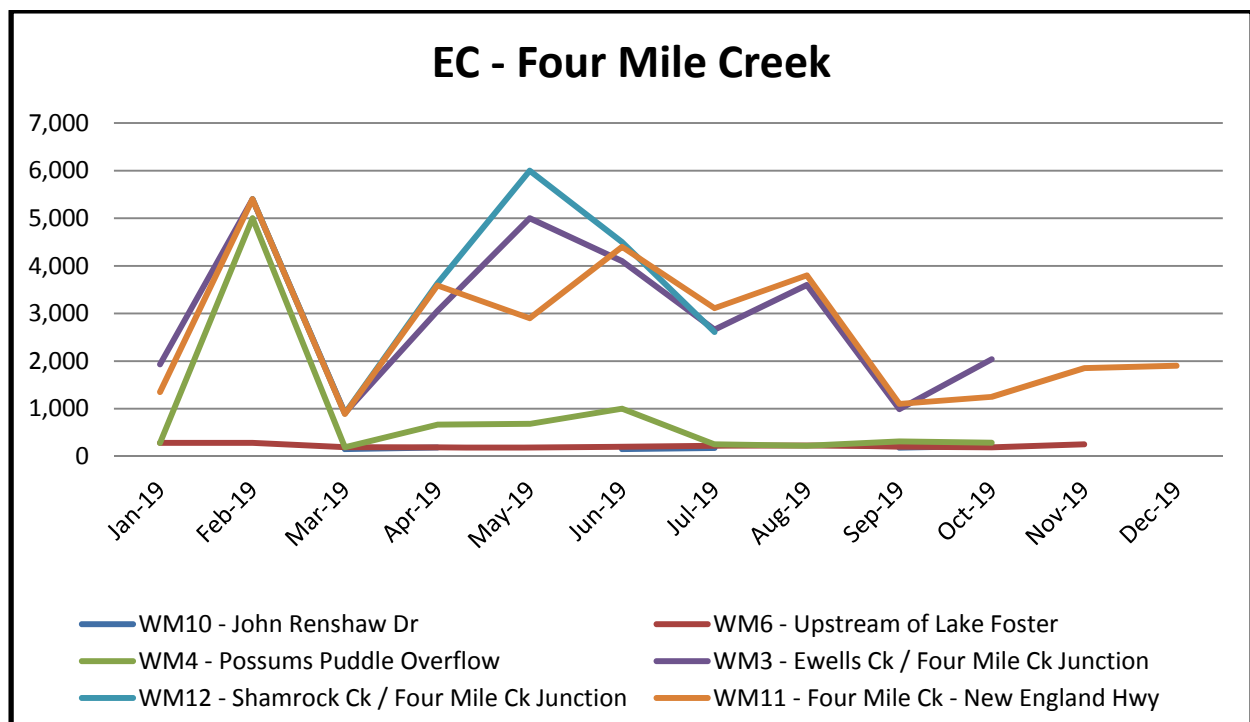 EC - Four Mile Creek
7,000
6,000
5,000
4,000
3,000
2,000
1,000
0
Jan-19
Feb-19
Mar-19
Apr-19
May-19
Jun-19
Jul-19
Aug-19
Sep-19
Oct-19
Nov-19
Dec-19
WM10 - John Renshaw Dr
WM6 - Upstream of Lake Foster
WM4 - Possums Puddle Overflow
WM3 - Ewells Ck / Four Mile Ck Junction
WM12 - Shamrock Ck / Four Mile Ck Junction
WM11 - Four Mile Ck - New England Hwy